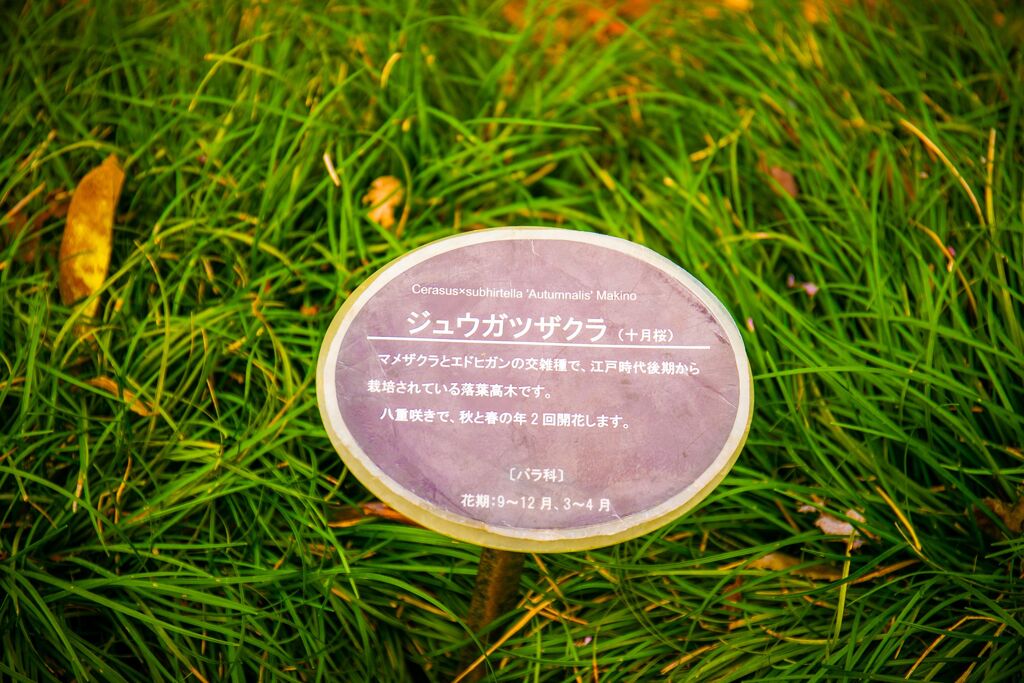 Cerasus×subhirtella 'Autumnalis' Makino
ジュウガツザクラ（十月桜）
マメザクラとエドヒガンの交雑種で、江戸時代後期から
栽培されている落葉高木です。
八重咲きで、秋と春の年2回開花します。
〔バラ科〕
花期：9～12月、3～4月